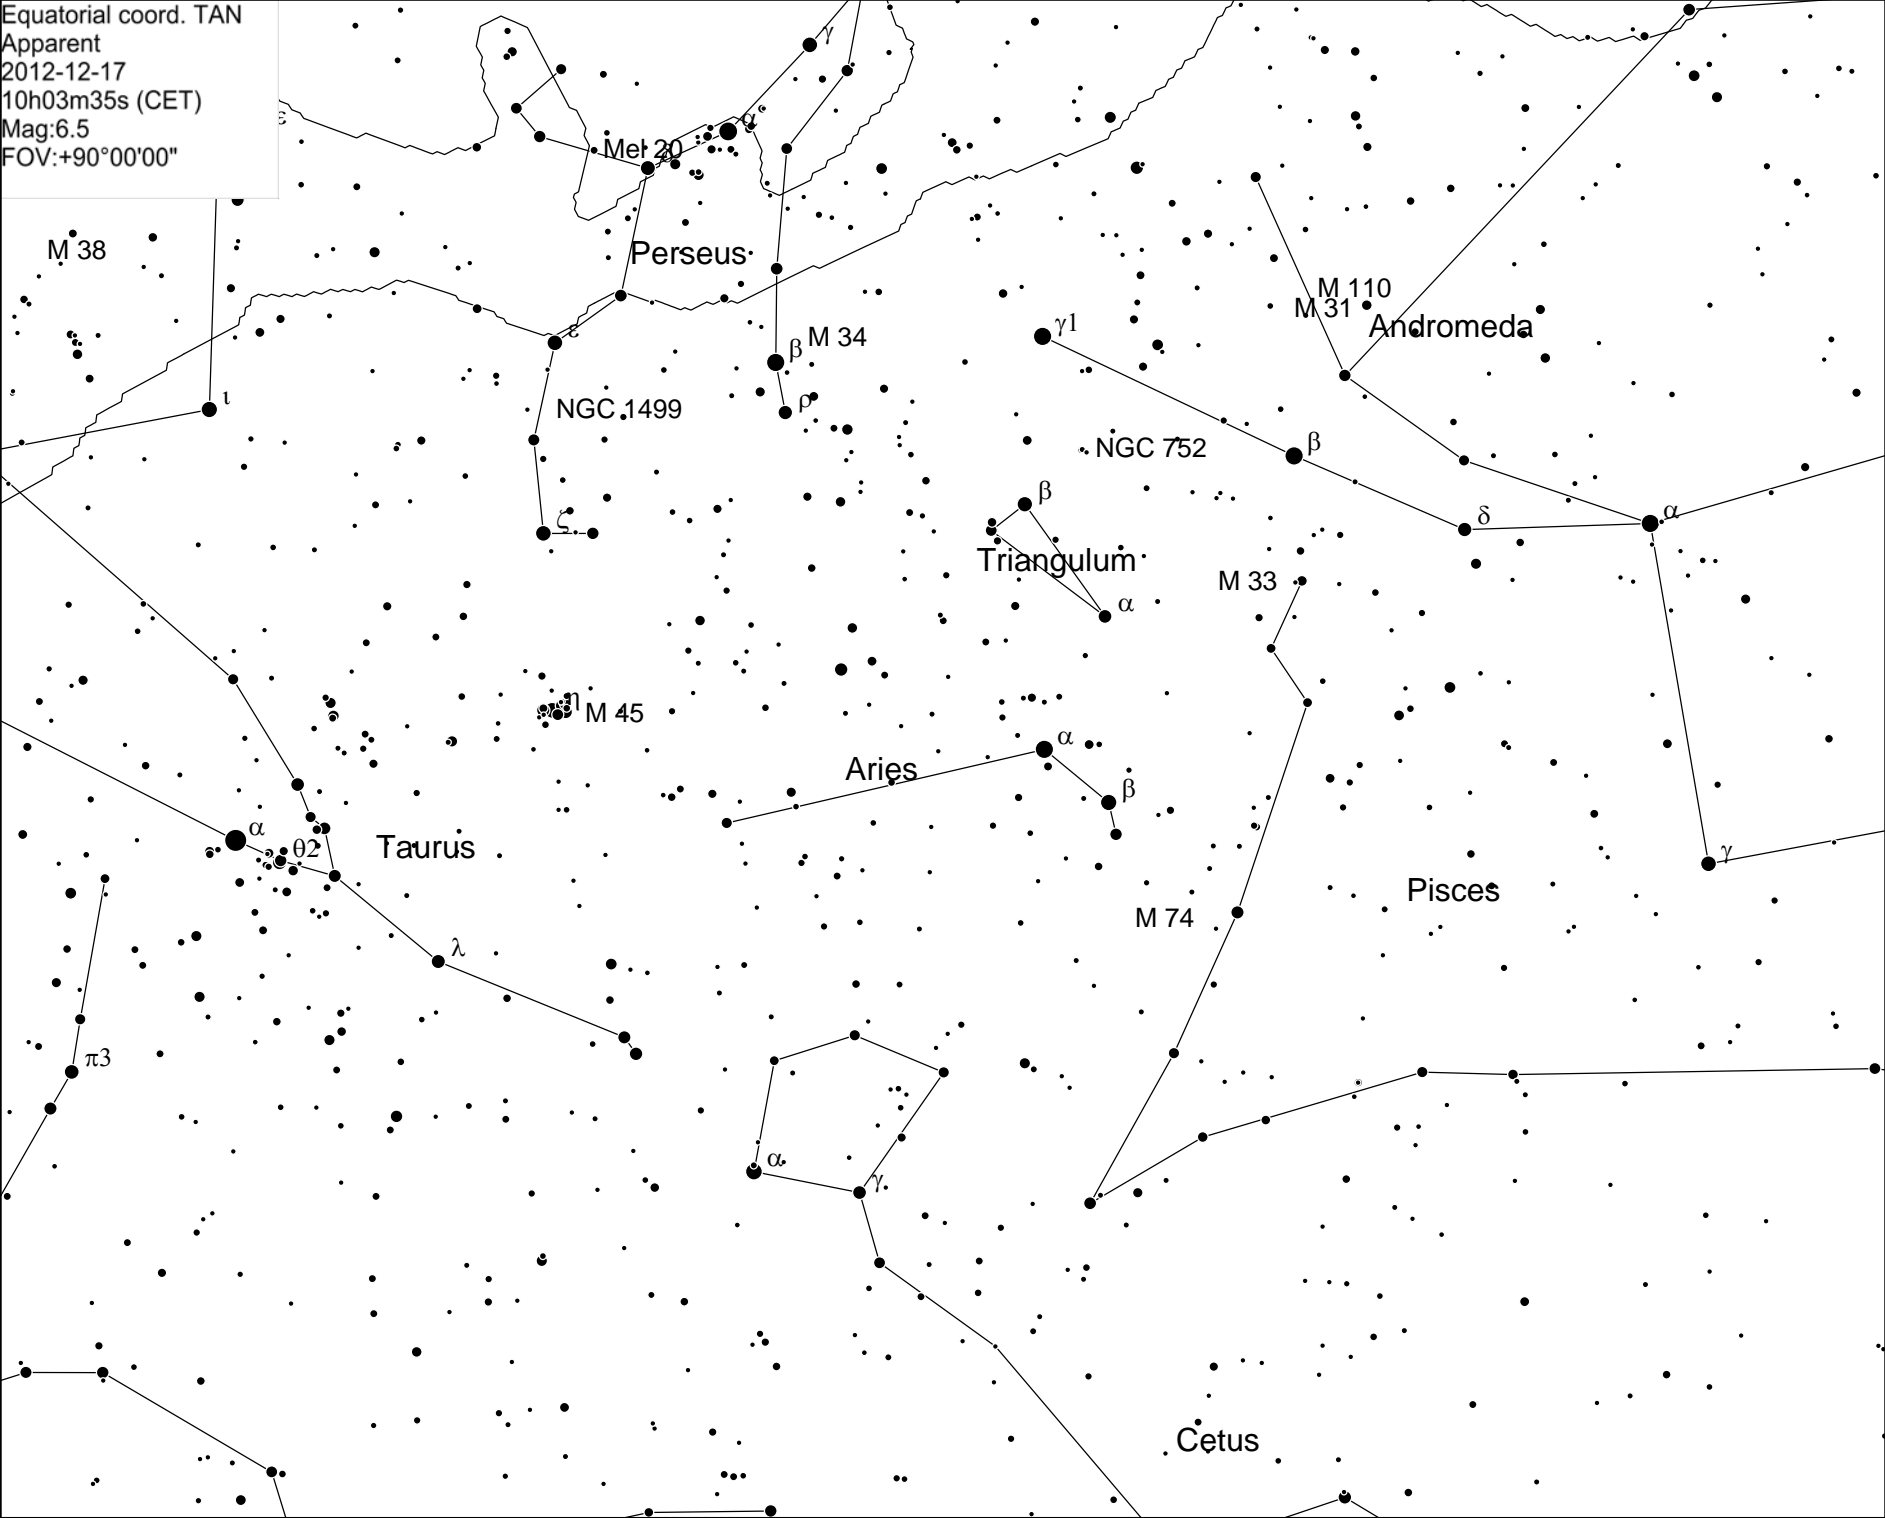 Equatorial coord. TAN
Apparent
2012-12-17
10h03m35s (CET)
Mag:6.5
FOV:+90°00'00"
γ
ε
α
Mel 20
δ
M 38
Perseus
M 110
M 31
Andromeda
γ1
ε
β
M 34
ι
ρ
NGC 1499
β
NGC 752
β
α
δ
ζ
Triangulum
M 33
α
η
M 45
α
Aries
β
α
θ2
Taurus
γ
Pisces
M 74
λ
π3
α
γ
Cetus